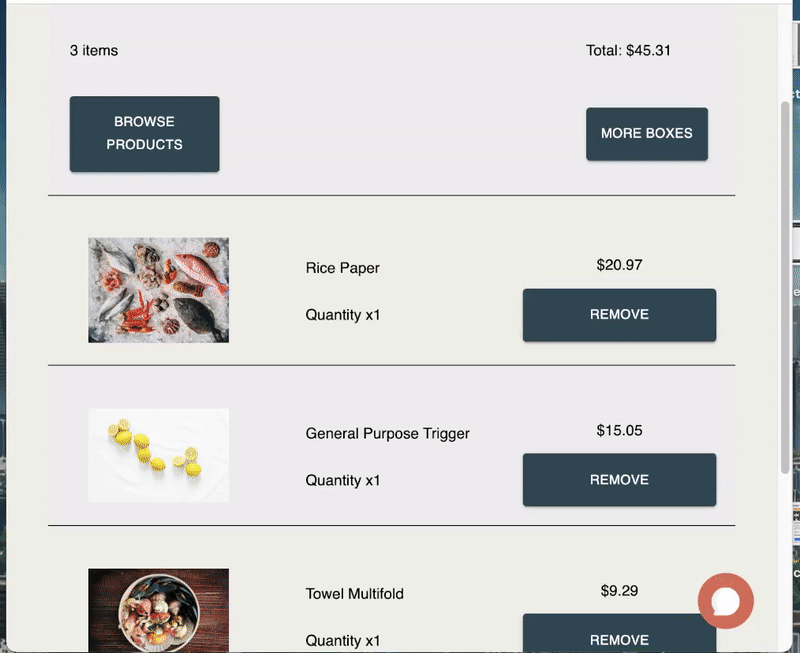 3 items
Total: $45.31
BROWSE
PRODUCTS
MORE BOXES
Rice Paper
$20.97
Quantity x1
REMOVE
General Purpose Trigger
$15.05
Quantity x1
REMOVE
Towel Multifold
$9.29
Quantity x1
REMOVE